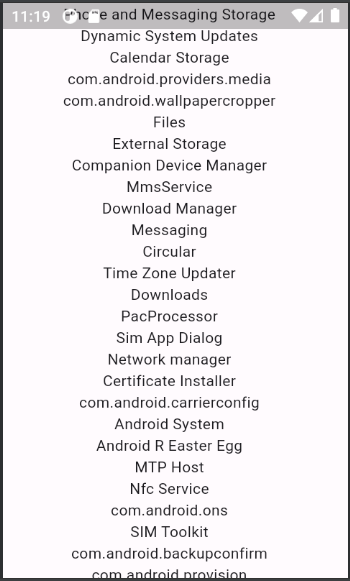 11:19
Phone and Messaging Storage
Dynamic System Updates
Calendar Storage
com.android.providers.media
com.android.wallpapercropper
Files
External Storage
Companion Device Manager
MmsService
Download Manager
Messaging
Circular
Time Zone Updater
Downloads
PacProcessor
Sim App Dialog
Network manager
Certificate Installer
com.android.carrierconfig
Android System
Android R Easter Egg
MTP Host
Nfc Service
com.android.ons
SIM Toolkit
com.android.backupconfirm
com.android.provision